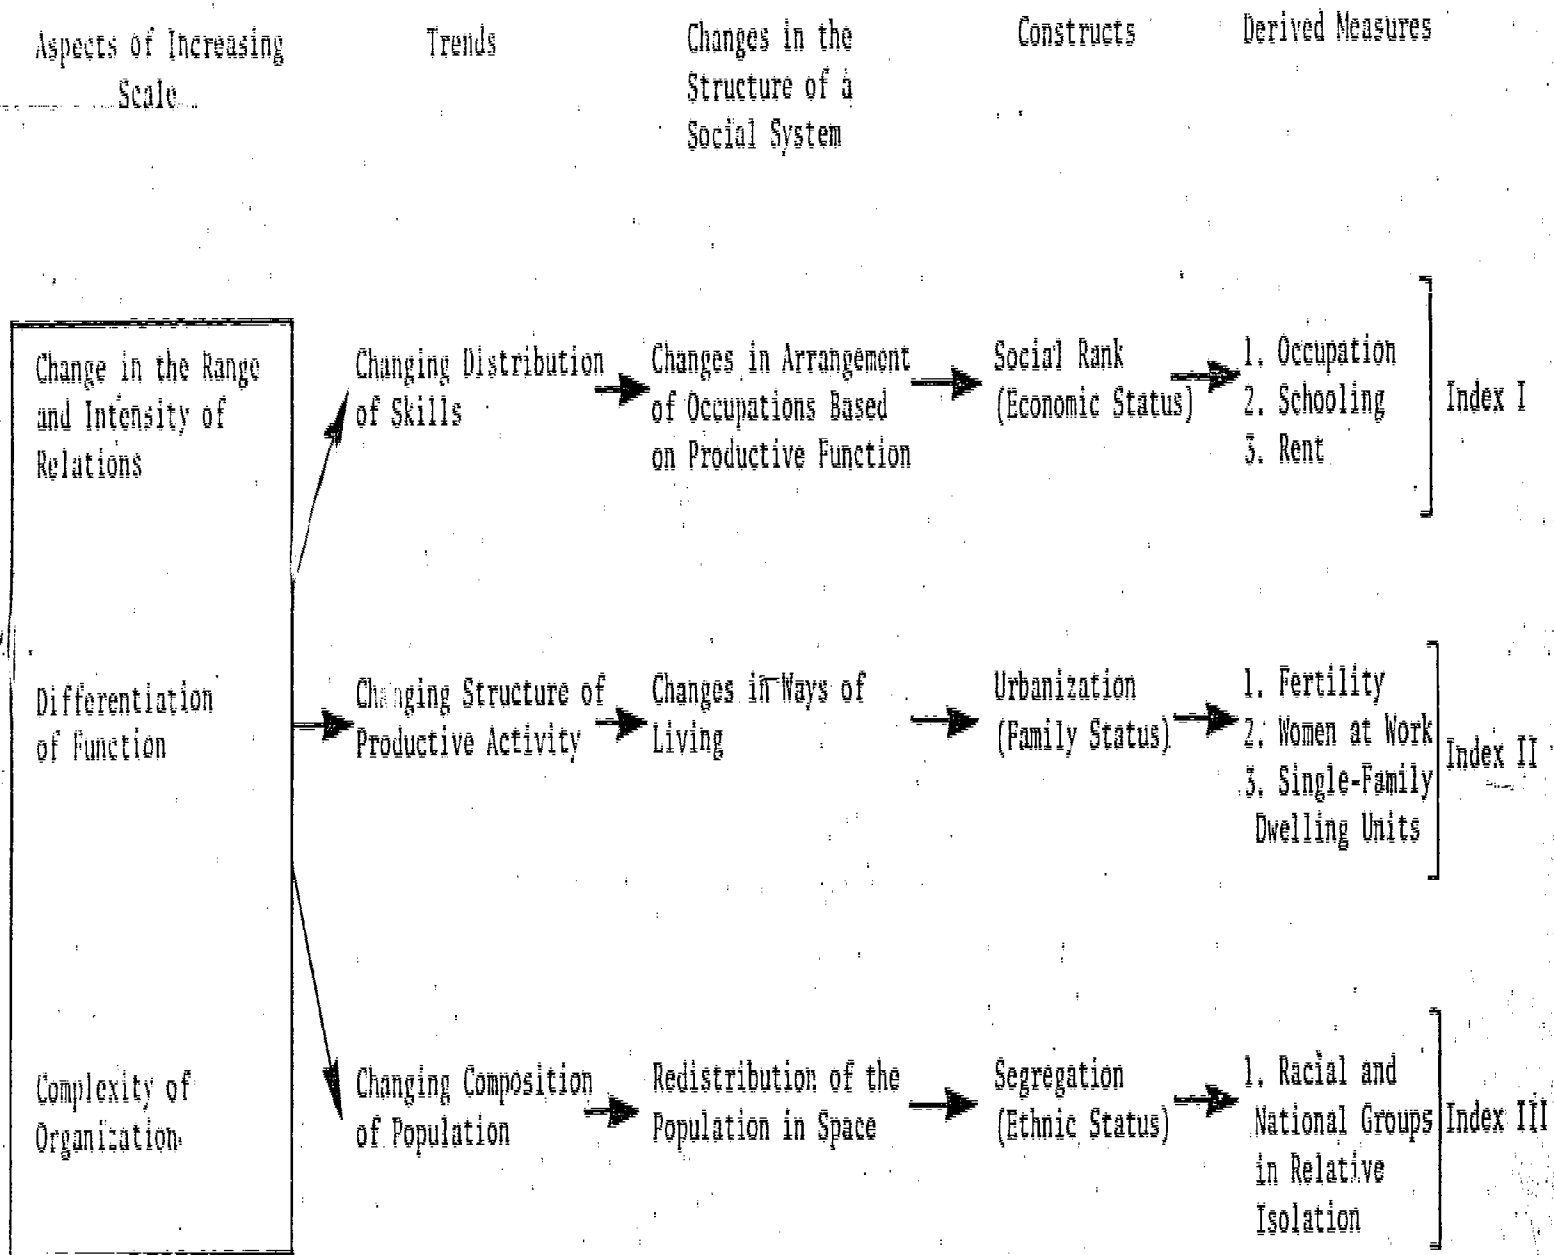 Aspects of Increasing
Scale
Trends
Changes in the
Structure of a
Social System
Constructs
Derived Measures
Change in the Range
and Intensity of
Relations
Changing Distribution
of Skills
Changes in Arrangement
of Occupations Based
on Productive Function
Social Rank
(Economic Status)
1. Occupation
2. Schooling
3. Rent
Index I
Differentiation
of Function
Changing Structure of
Productive Activity
Changes in Ways of
Living
Urbanization
(Family Status)
1. Fertility
2. Women at Work
3. Single-Family
Dwelling Units
Index II
Complexity of
Organization
Changing Composition
of Population
Redistribution of the
Population in Space
Segregation
(Ethnic Status)
1. Racial and
National Groups
in Relative
Isolation
Index III